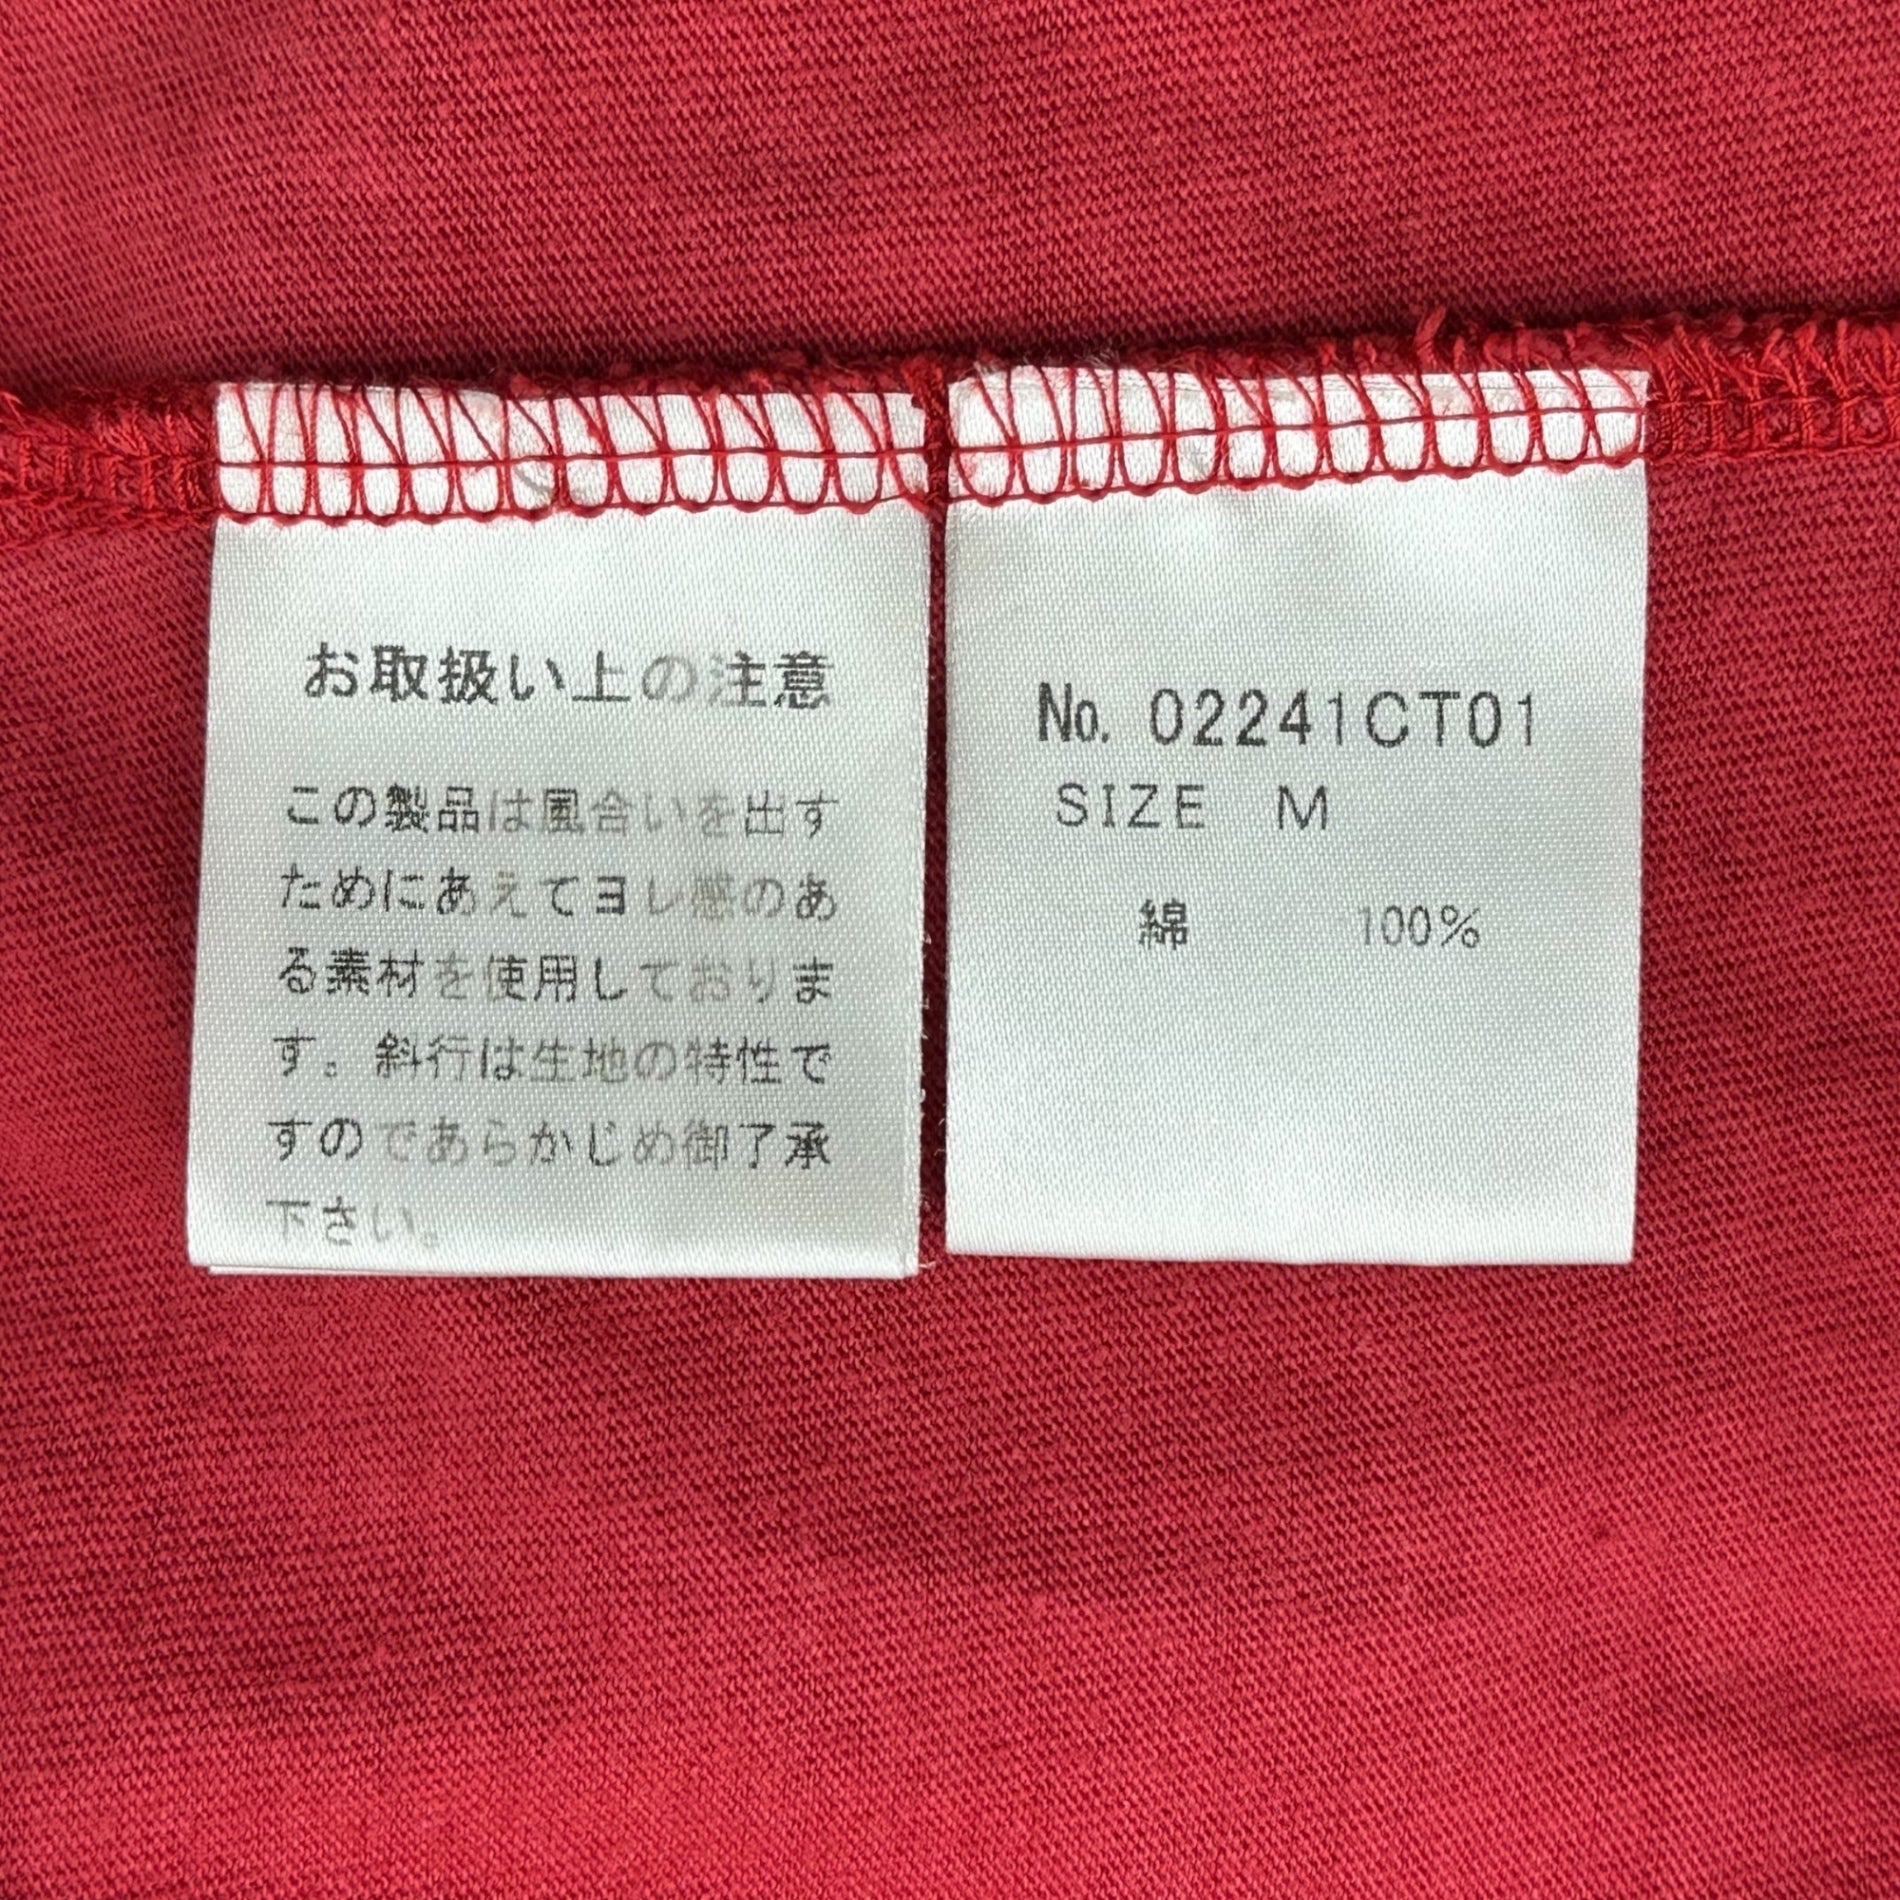 お取扱い上の注意
この製品は風合いを出す
ためにあえてヨレ感のあ
る素材を使用しておりま
す。斜行は生地の特性で
すのであらかじめ御了承
下さい。
No. 02241CT01
SIZE M
綿 100%